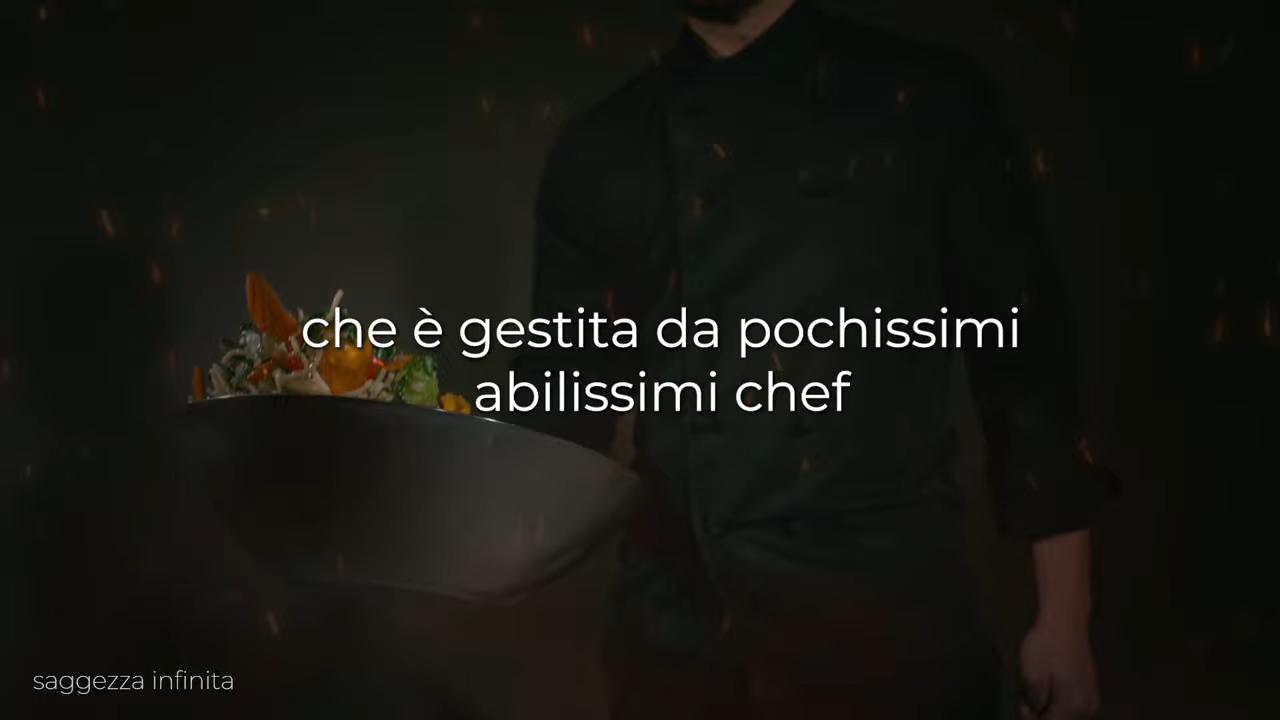 che è gestita da pochissimi
abilissimi chef
saggezza infinita